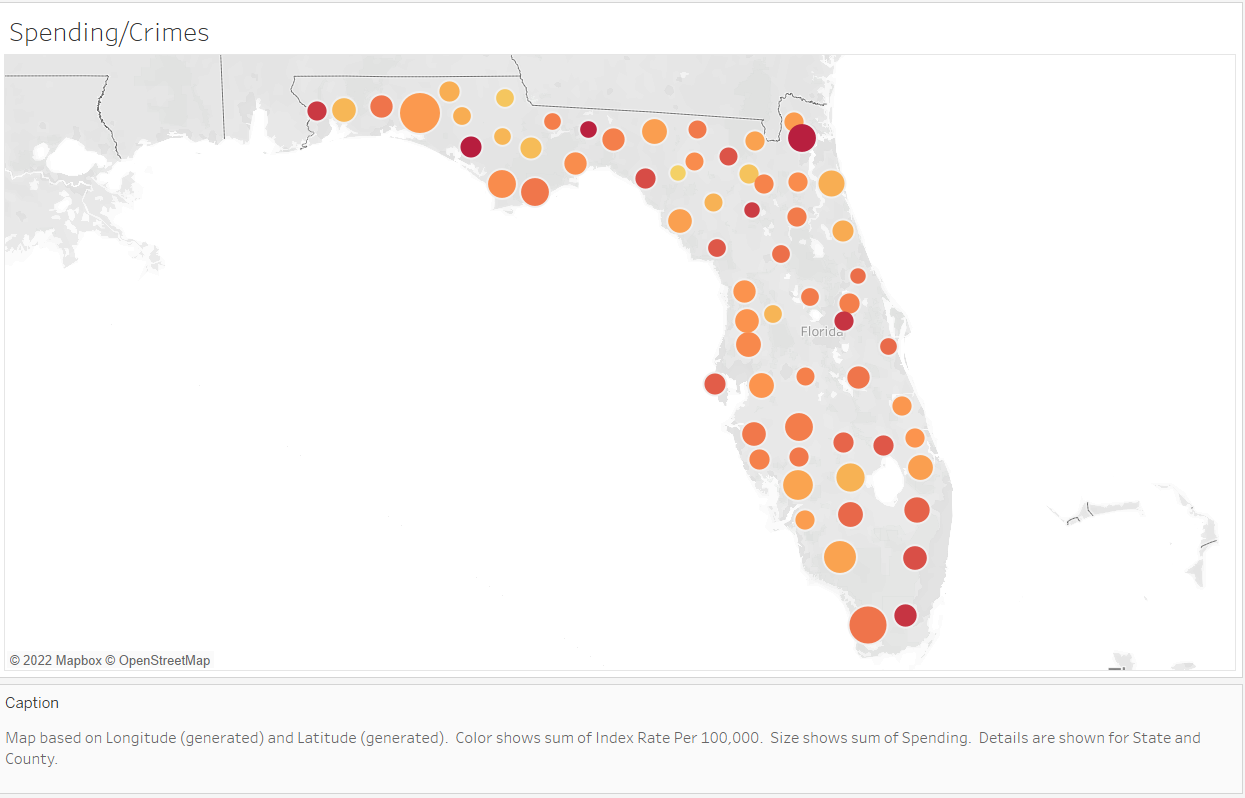 Spending/Crimes
Florida
© 2022 Mapbox © OpenStreetMap
Caption
Map based on Longitude (generated) and Latitude (generated).  Color shows sum of Index Rate Per 100,000.  Size shows sum of Spending.  Details are shown for State and
County.